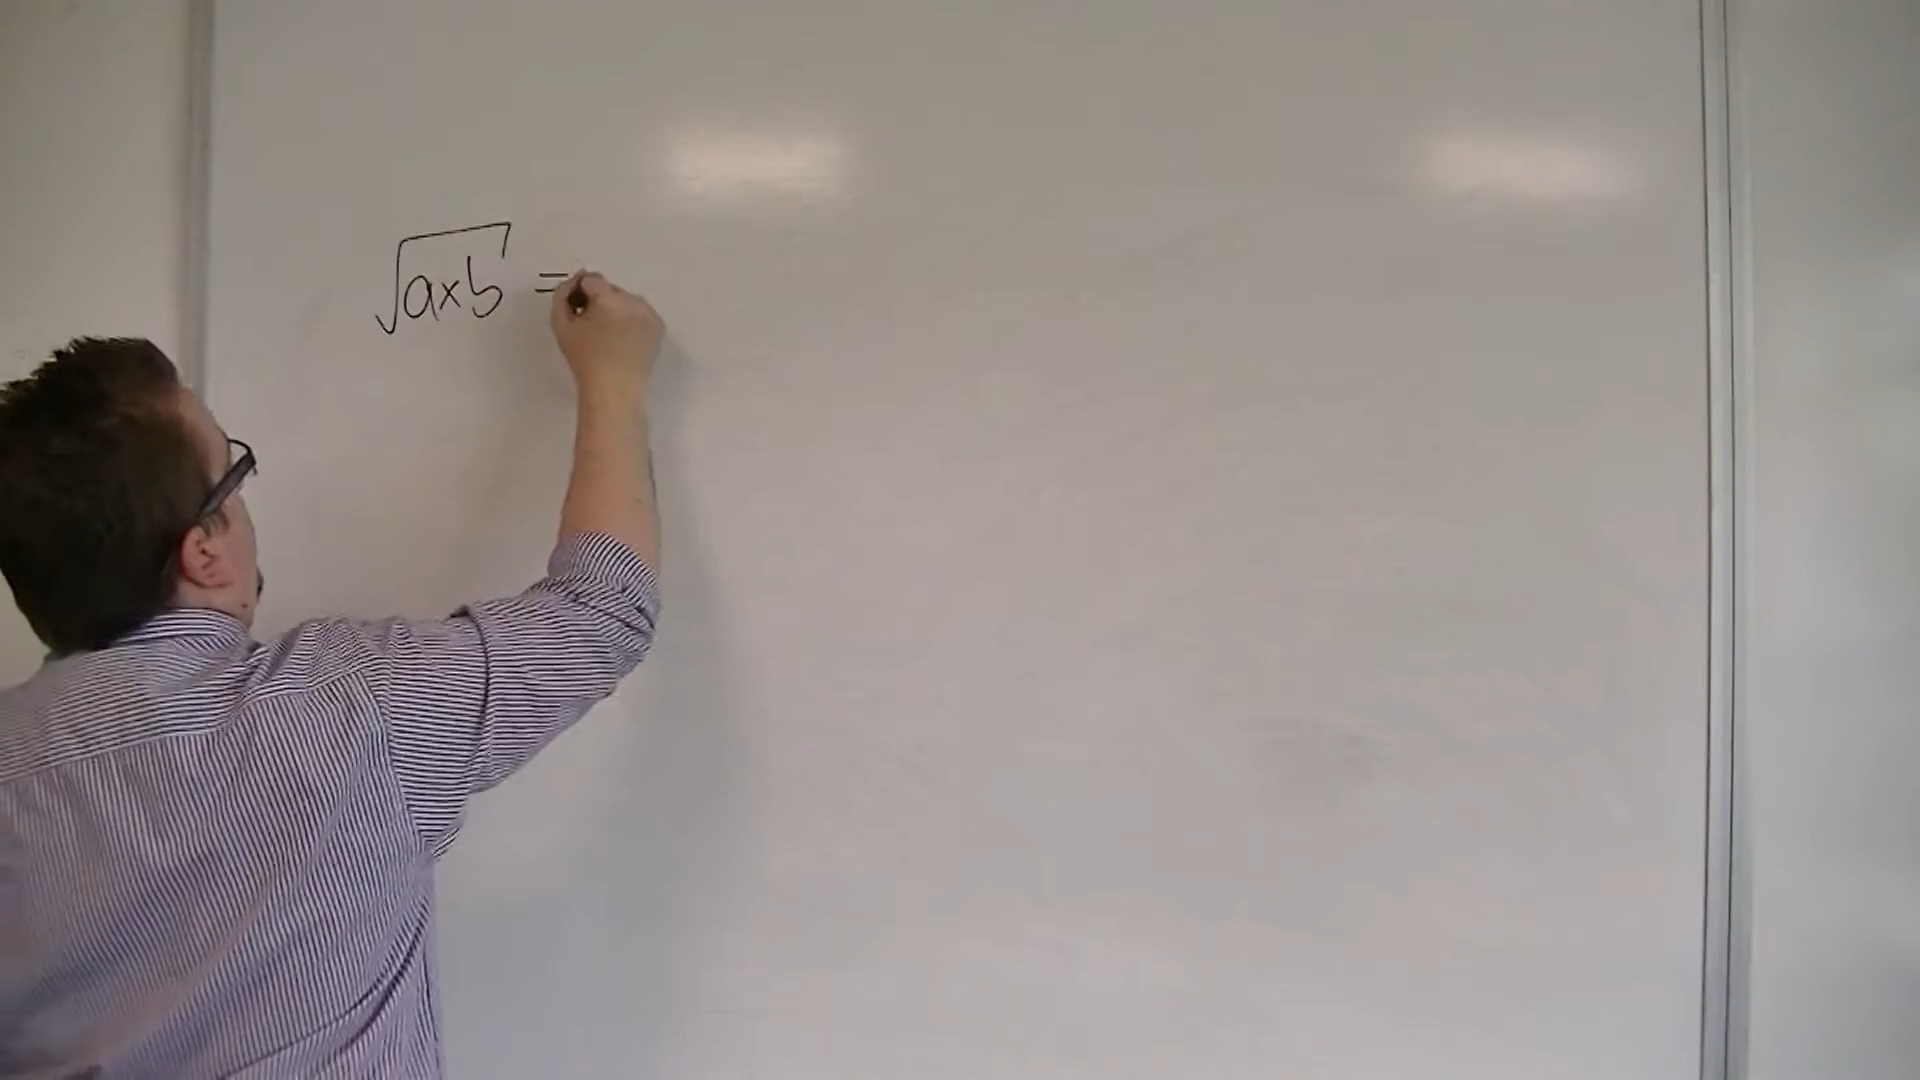 √a×b =